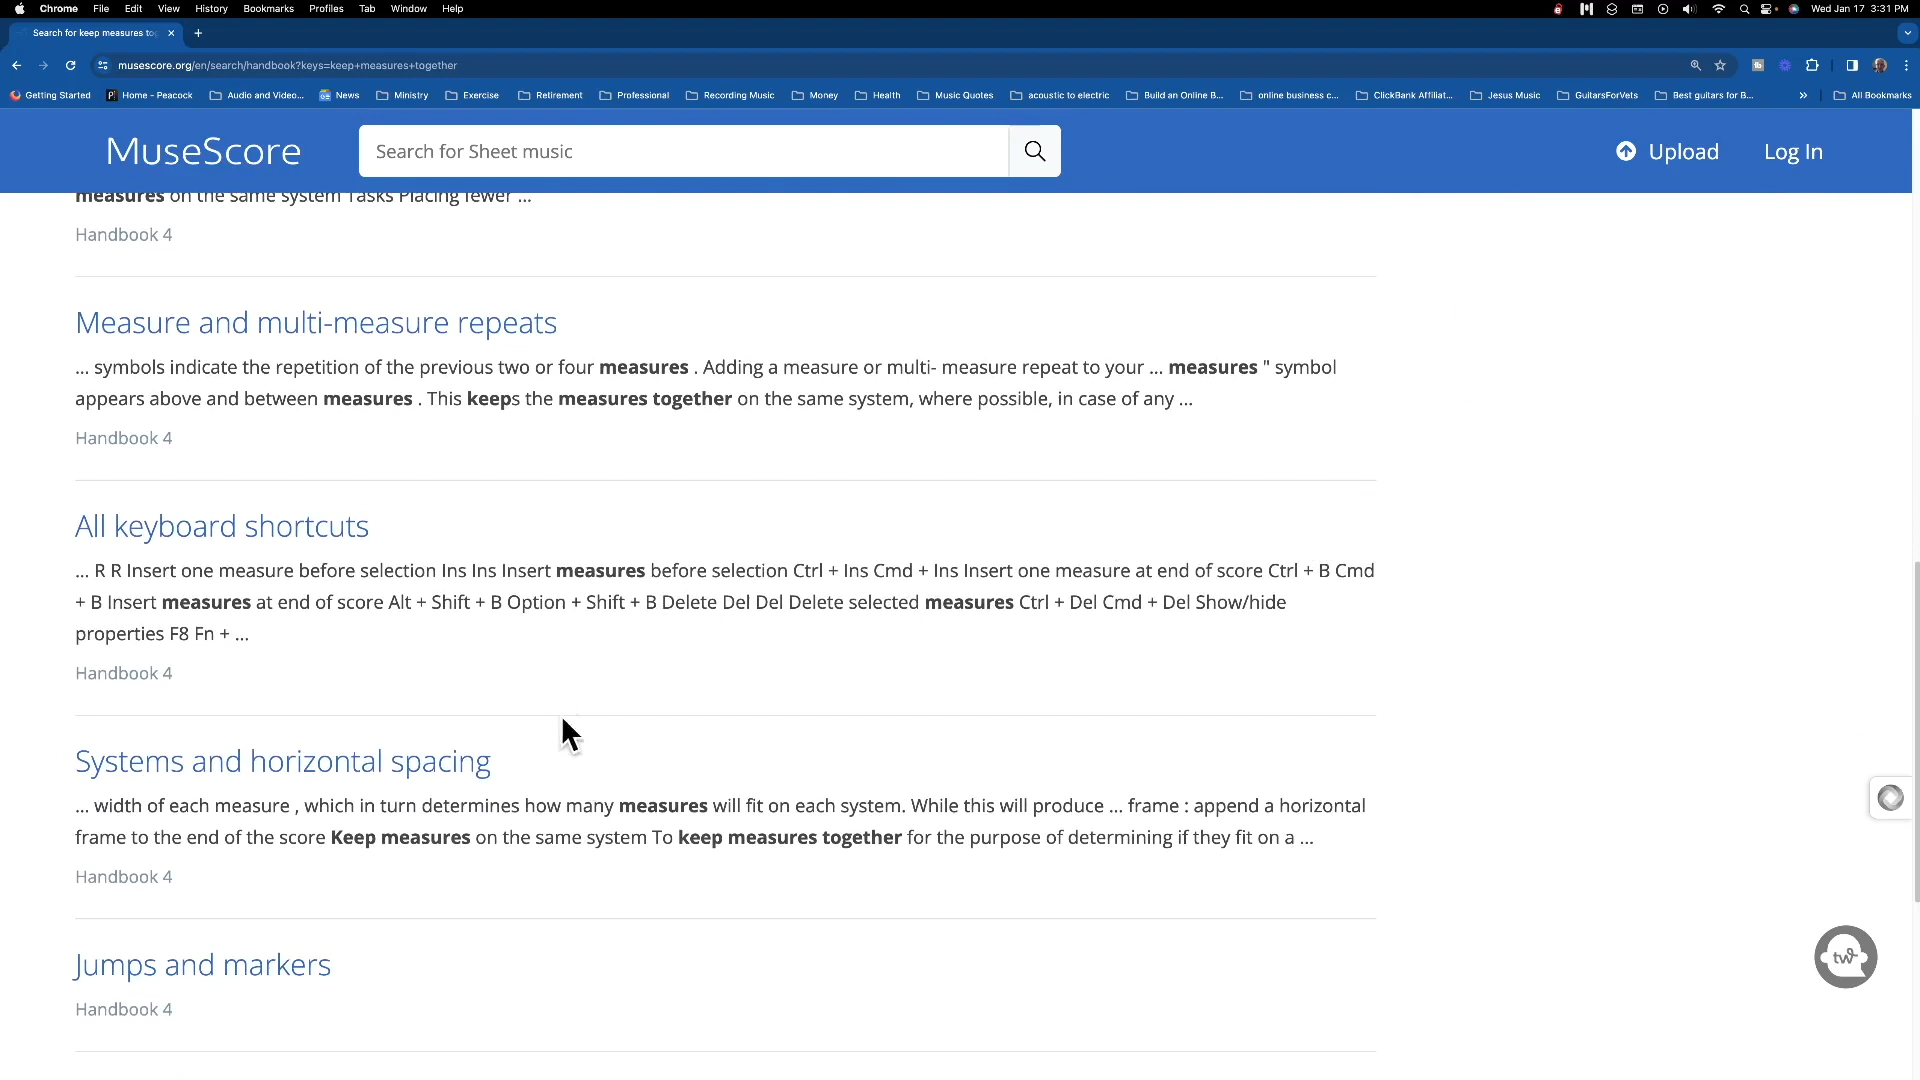 Chrome File Edit View History Bookmarks Profiles Tab Window Help Wed Jan 17 3:31 PM
Search for keep measures to
musescore.org/en/search/handbook?keys=keep+measures+together
Getting Started Home - Peacock Audio and Video... News Ministry Exercise Retirement Professional Recording Music Money Health Music Quotes acoustic to electric Build an Online B... online business c... ClickBank Affiliat... Jesus Music GuitarsForVets Best guitars for B... » All Bookmarks
MuseScore Search for Sheet music Upload Log In
measures on the same system Tasks Placing fewer ...
Handbook 4
Measure and multi-measure repeats
... symbols indicate the repetition of the previous two or four measures . Adding a measure or multi- measure repeat to your ... measures " symbol
appears above and between measures . This keeps the measures together on the same system, where possible, in case of any ...
Handbook 4
All keyboard shortcuts
... R R Insert one measure before selection Ins Ins Insert measures before selection Ctrl + Ins Cmd + Ins Insert one measure at end of score Ctrl + B Cmd
+ B Insert measures at end of score Alt + Shift + B Option + Shift + B Delete Del Del Delete selected measures Ctrl + Del Cmd + Del Show/hide
properties F8 Fn + ...
Handbook 4
Systems and horizontal spacing
... width of each measure , which in turn determines how many measures will fit on each system. While this will produce ... frame : append a horizontal
frame to the end of the score Keep measures on the same system To keep measures together for the purpose of determining if they fit on a ...
Handbook 4
Jumps and markers
Handbook 4